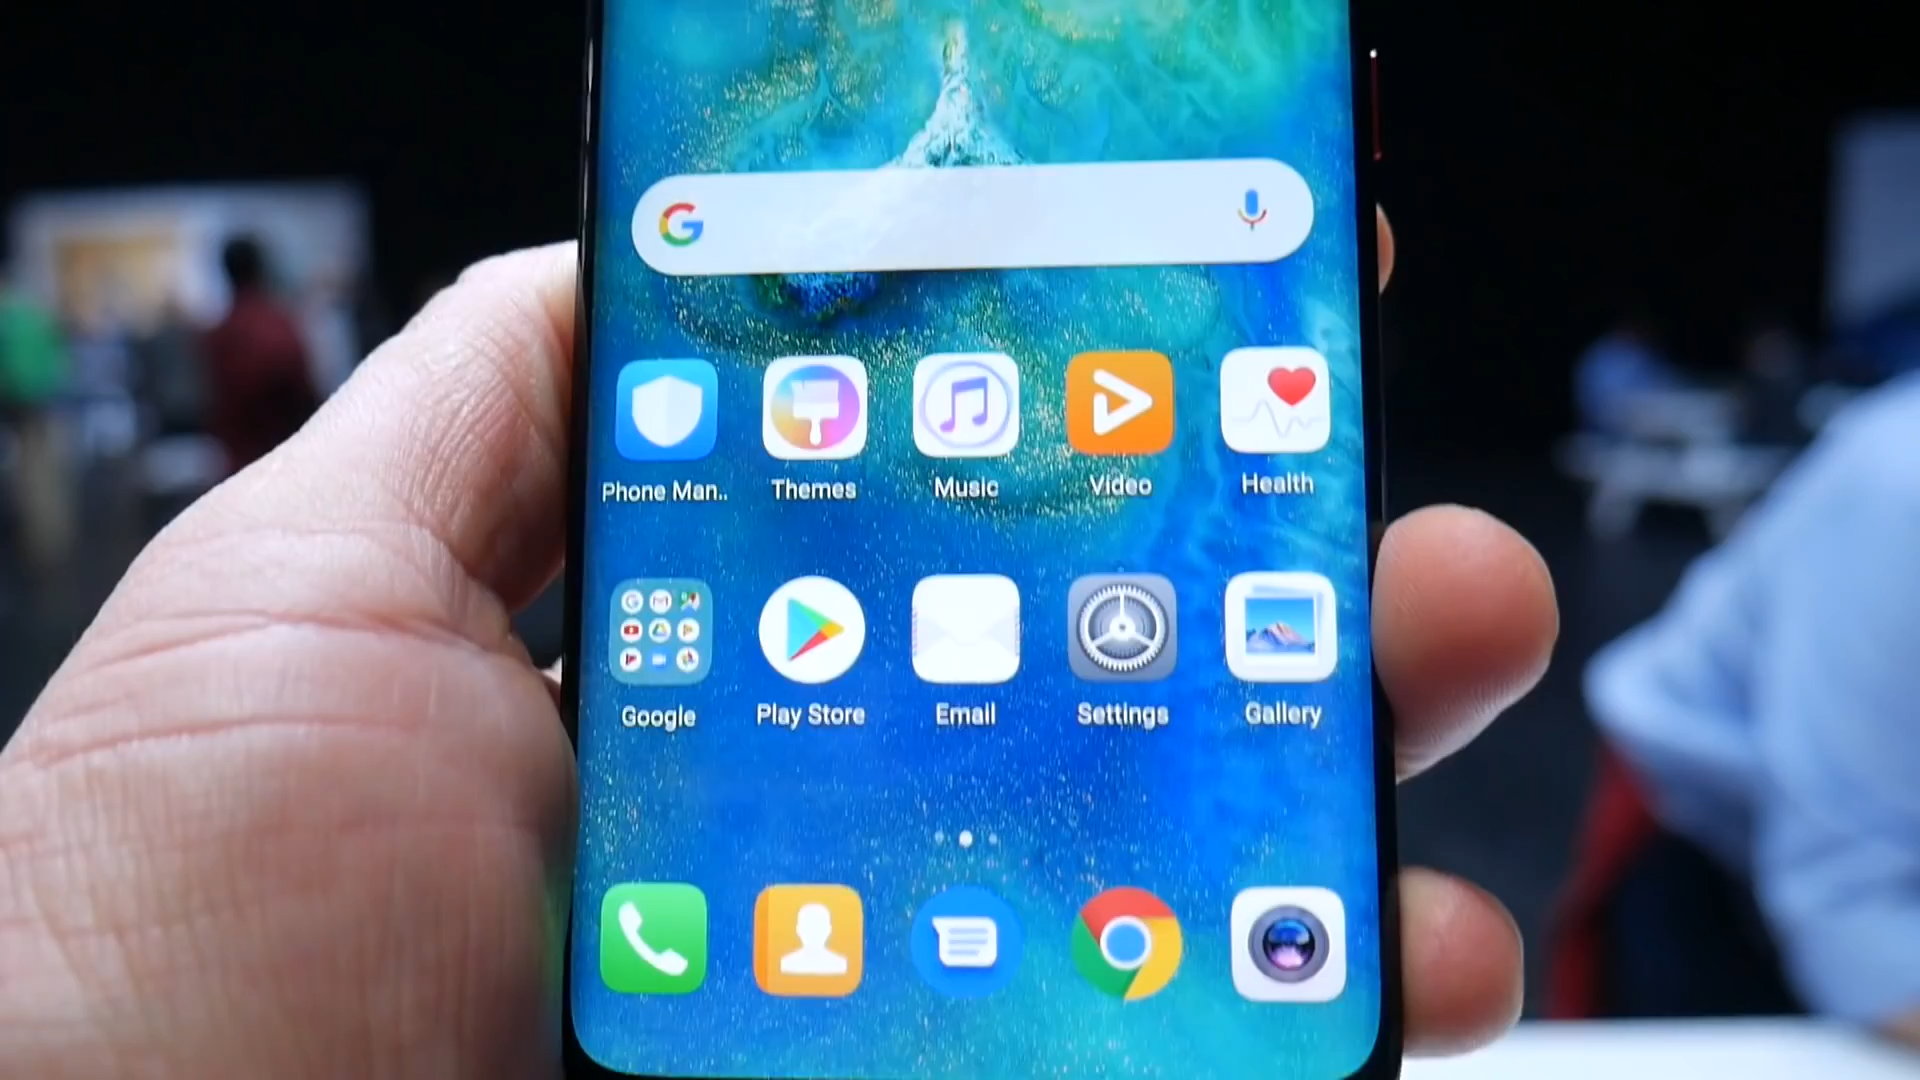 Phone Man..
Themes
Music
Video
Health
Google
Play Store
Email
Settings
Gallery